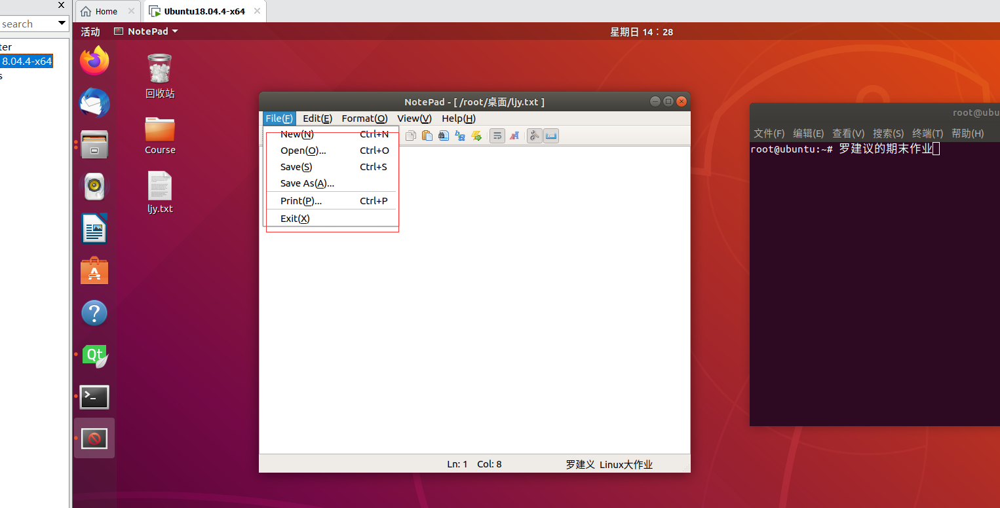 Home
Ubuntu18.04.4-x64
search
ter
8.04.4-x64
s
活动
NotePad
星期日 14：28
回收站
Course
ljy.txt
NotePad - [ /root/桌面/ljy.txt ]
File(F) Edit(E) Format(O) View(V) Help(H)
New(N) Ctrl+N
Open(O)... Ctrl+O
Save(S) Ctrl+S
Save As(A)...
Print(P)... Ctrl+P
Exit(X)
Ln: 1 Col: 8 罗建义 Linux大作业
root@ubu
文件(F) 编辑(E) 查看(V) 搜索(S) 终端(T) 帮助(H)
root@ubuntu:~# 罗建议的期末作业
Qt